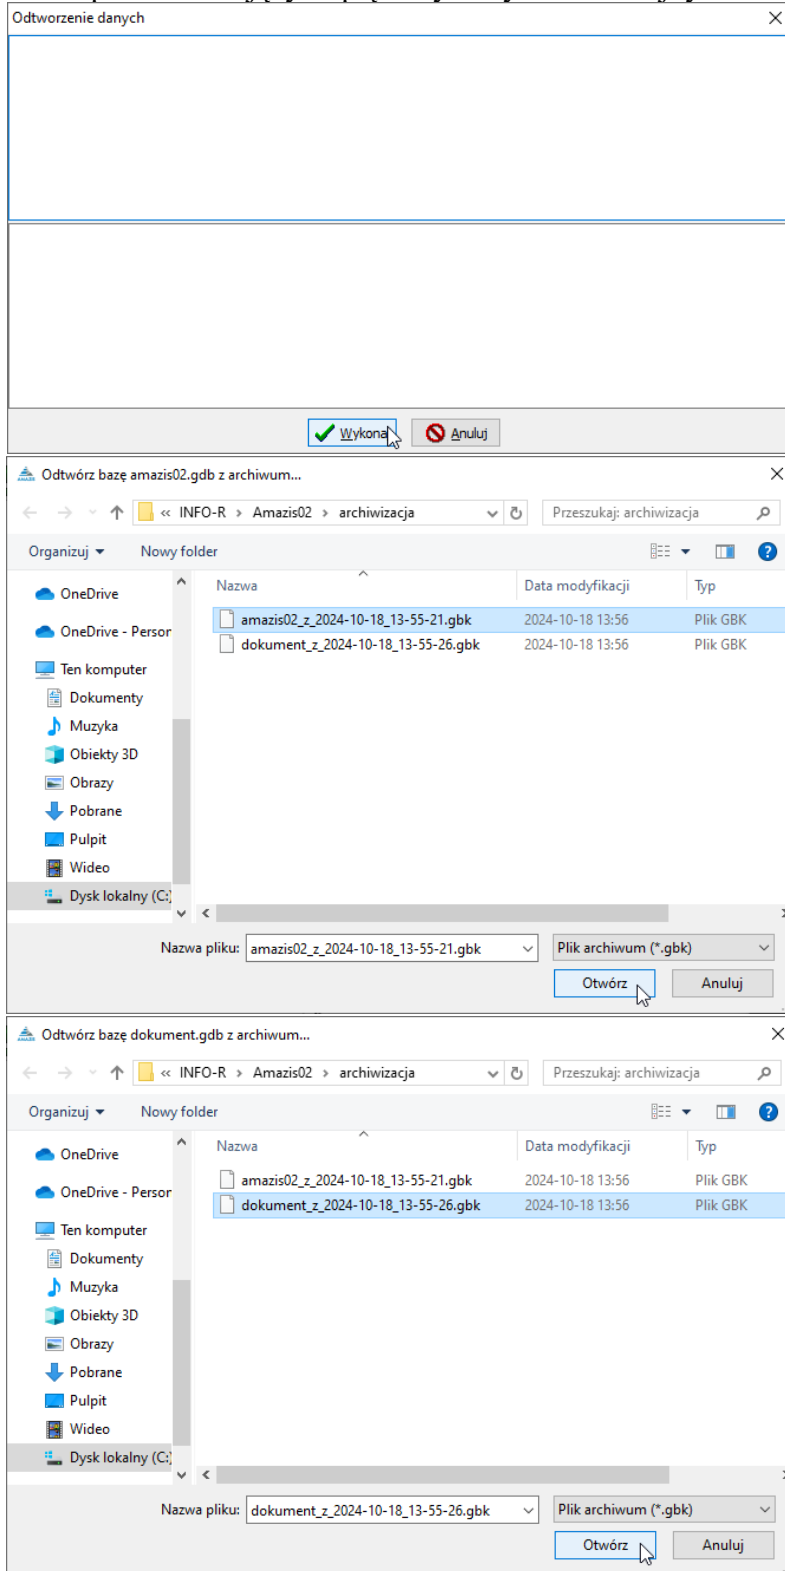 Odtworzenie danych
Wykonaj Anuluj
Odtwórz bazę amazis02.gdb z archiwum...
« INFO-R › Amazis02 › archiwizacja Przeszukaj: archiwizacja
Organizuj Nowy folder
Nazwa Data modyfikacji Typ
OneDrive
amazis02_z_2024-10-18_13-55-21.gbk 2024-10-18 13:56 Plik GBK
OneDrive - Person
dokument_z_2024-10-18_13-55-26.gbk 2024-10-18 13:56 Plik GBK
Ten komputer
Dokumenty
Muzyka
Obiekty 3D
Obrazy
Pobrane
Pulpit
Wideo
Dysk lokalny (C:)
Nazwa pliku: amazis02_z_2024-10-18_13-55-21.gbk Plik archiwum (*.gbk)
Otwórz Anuluj
Odtwórz bazę dokument.gdb z archiwum...
« INFO-R › Amazis02 › archiwizacja Przeszukaj: archiwizacja
Organizuj Nowy folder
Nazwa Data modyfikacji Typ
OneDrive
amazis02_z_2024-10-18_13-55-21.gbk 2024-10-18 13:56 Plik GBK
OneDrive - Person
dokument_z_2024-10-18_13-55-26.gbk 2024-10-18 13:56 Plik GBK
Ten komputer
Dokumenty
Muzyka
Obiekty 3D
Obrazy
Pobrane
Pulpit
Wideo
Dysk lokalny (C:)
Nazwa pliku: dokument_z_2024-10-18_13-55-26.gbk Plik archiwum (*.gbk)
Otwórz Anuluj